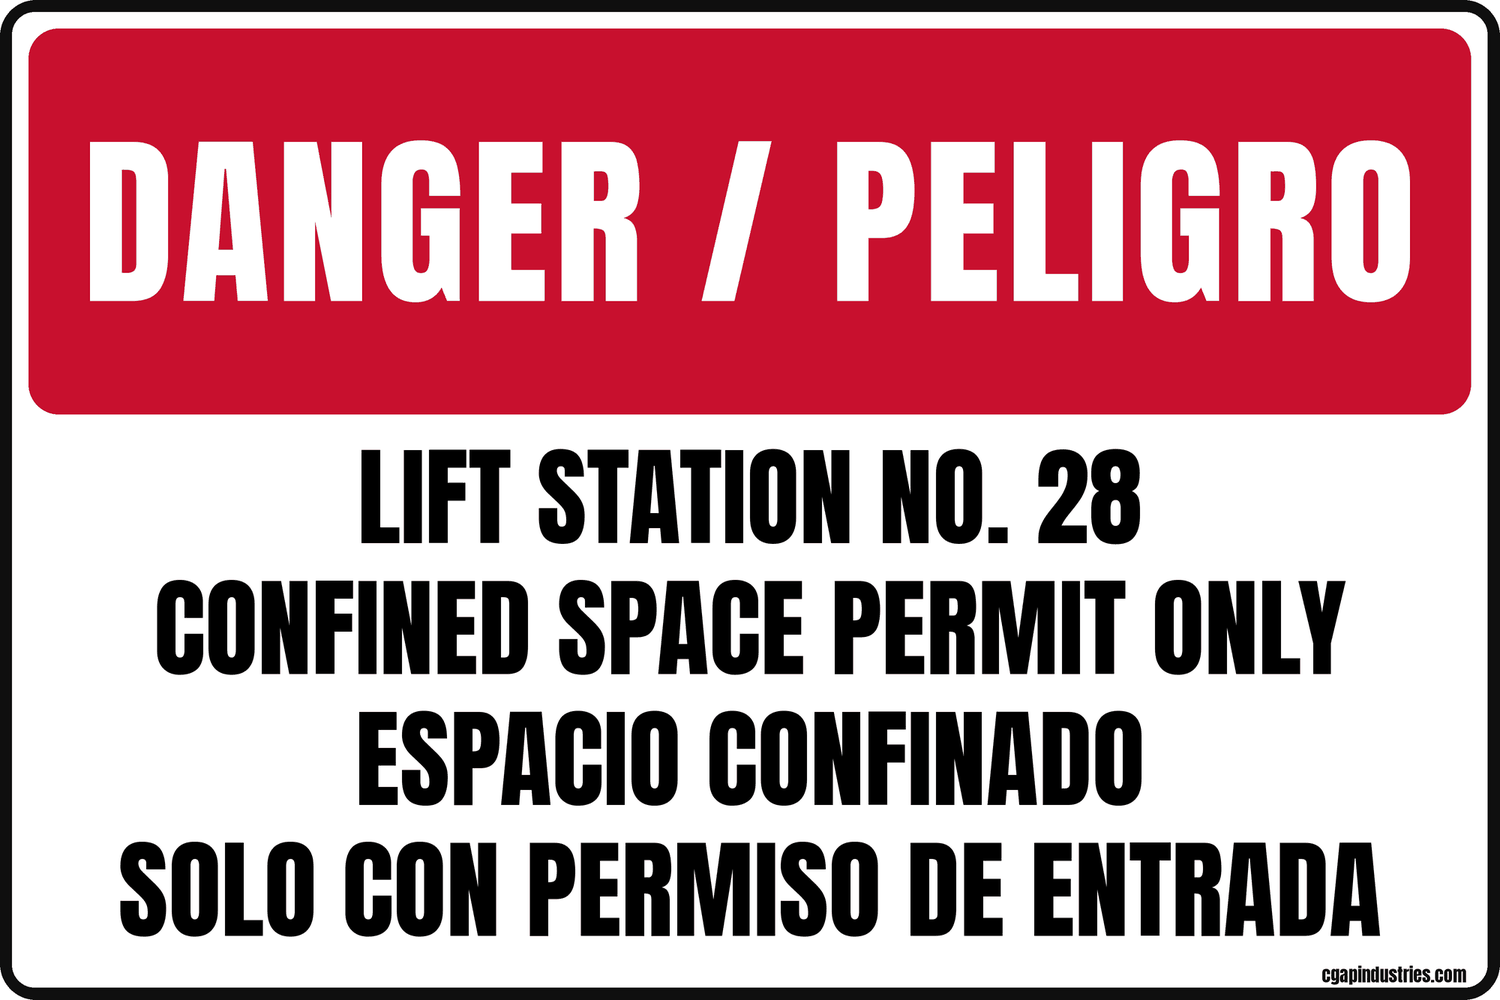 DANGER / PELIGRO
LIFT STATION NO. 28
CONFINED SPACE PERMIT ONLY
ESPACIO CONFINADO
SOLO CON PERMISO DE ENTRADA
cgapindustries.com